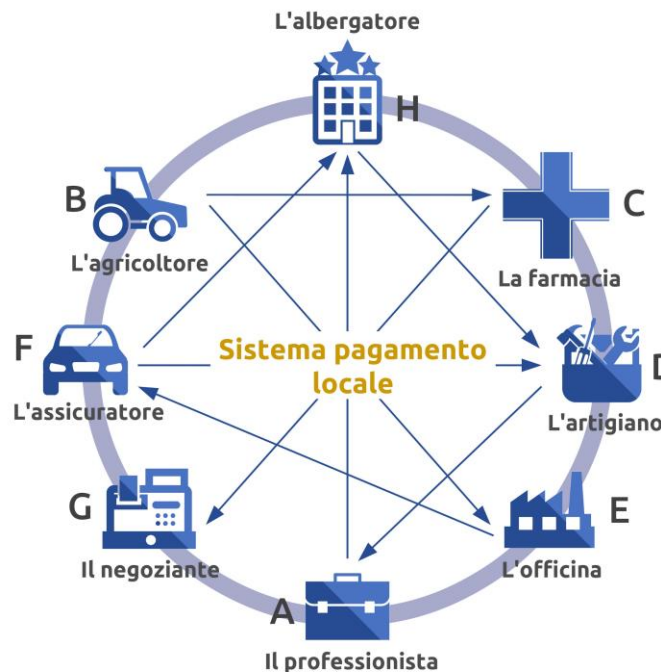 L'albergatore
H
B
C
L'agricoltore
La farmacia
F
Sistema pagamento
locale
D
L'assicuratore
L'artigiano
G
E
Il negoziante
L'officina
A
Il professionista